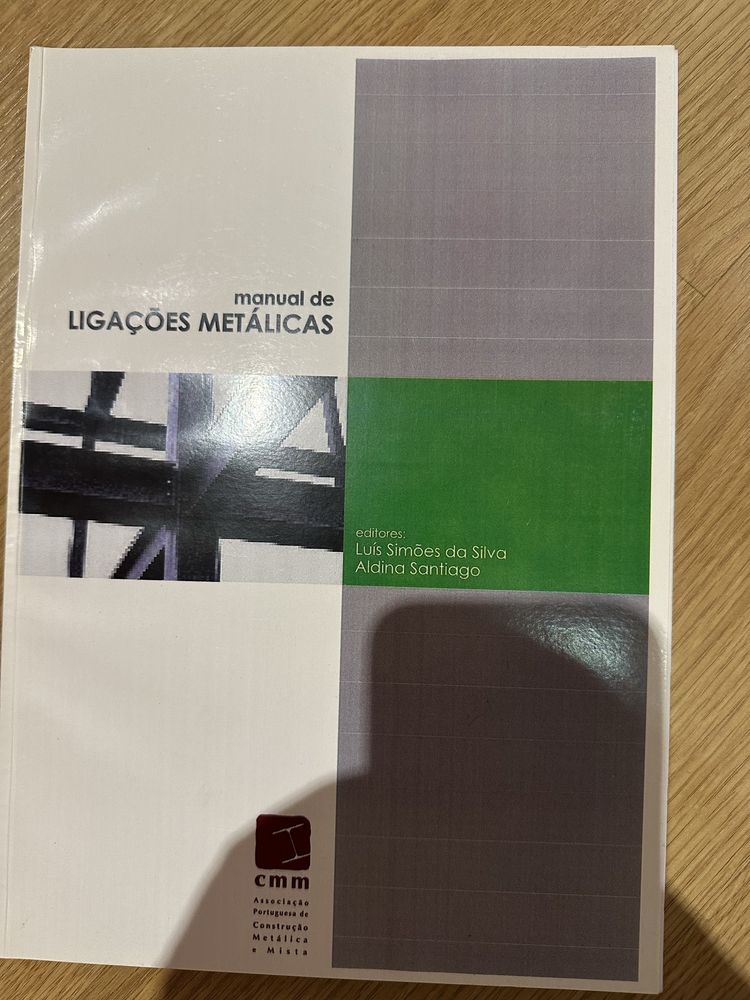 manual de
LIGAÇÕES METÁLICAS
editores:
Luís Simões da Silva
Aldina Santiago
cmm
Associação
Portuguesa de
Construção
Metálica
e Mista